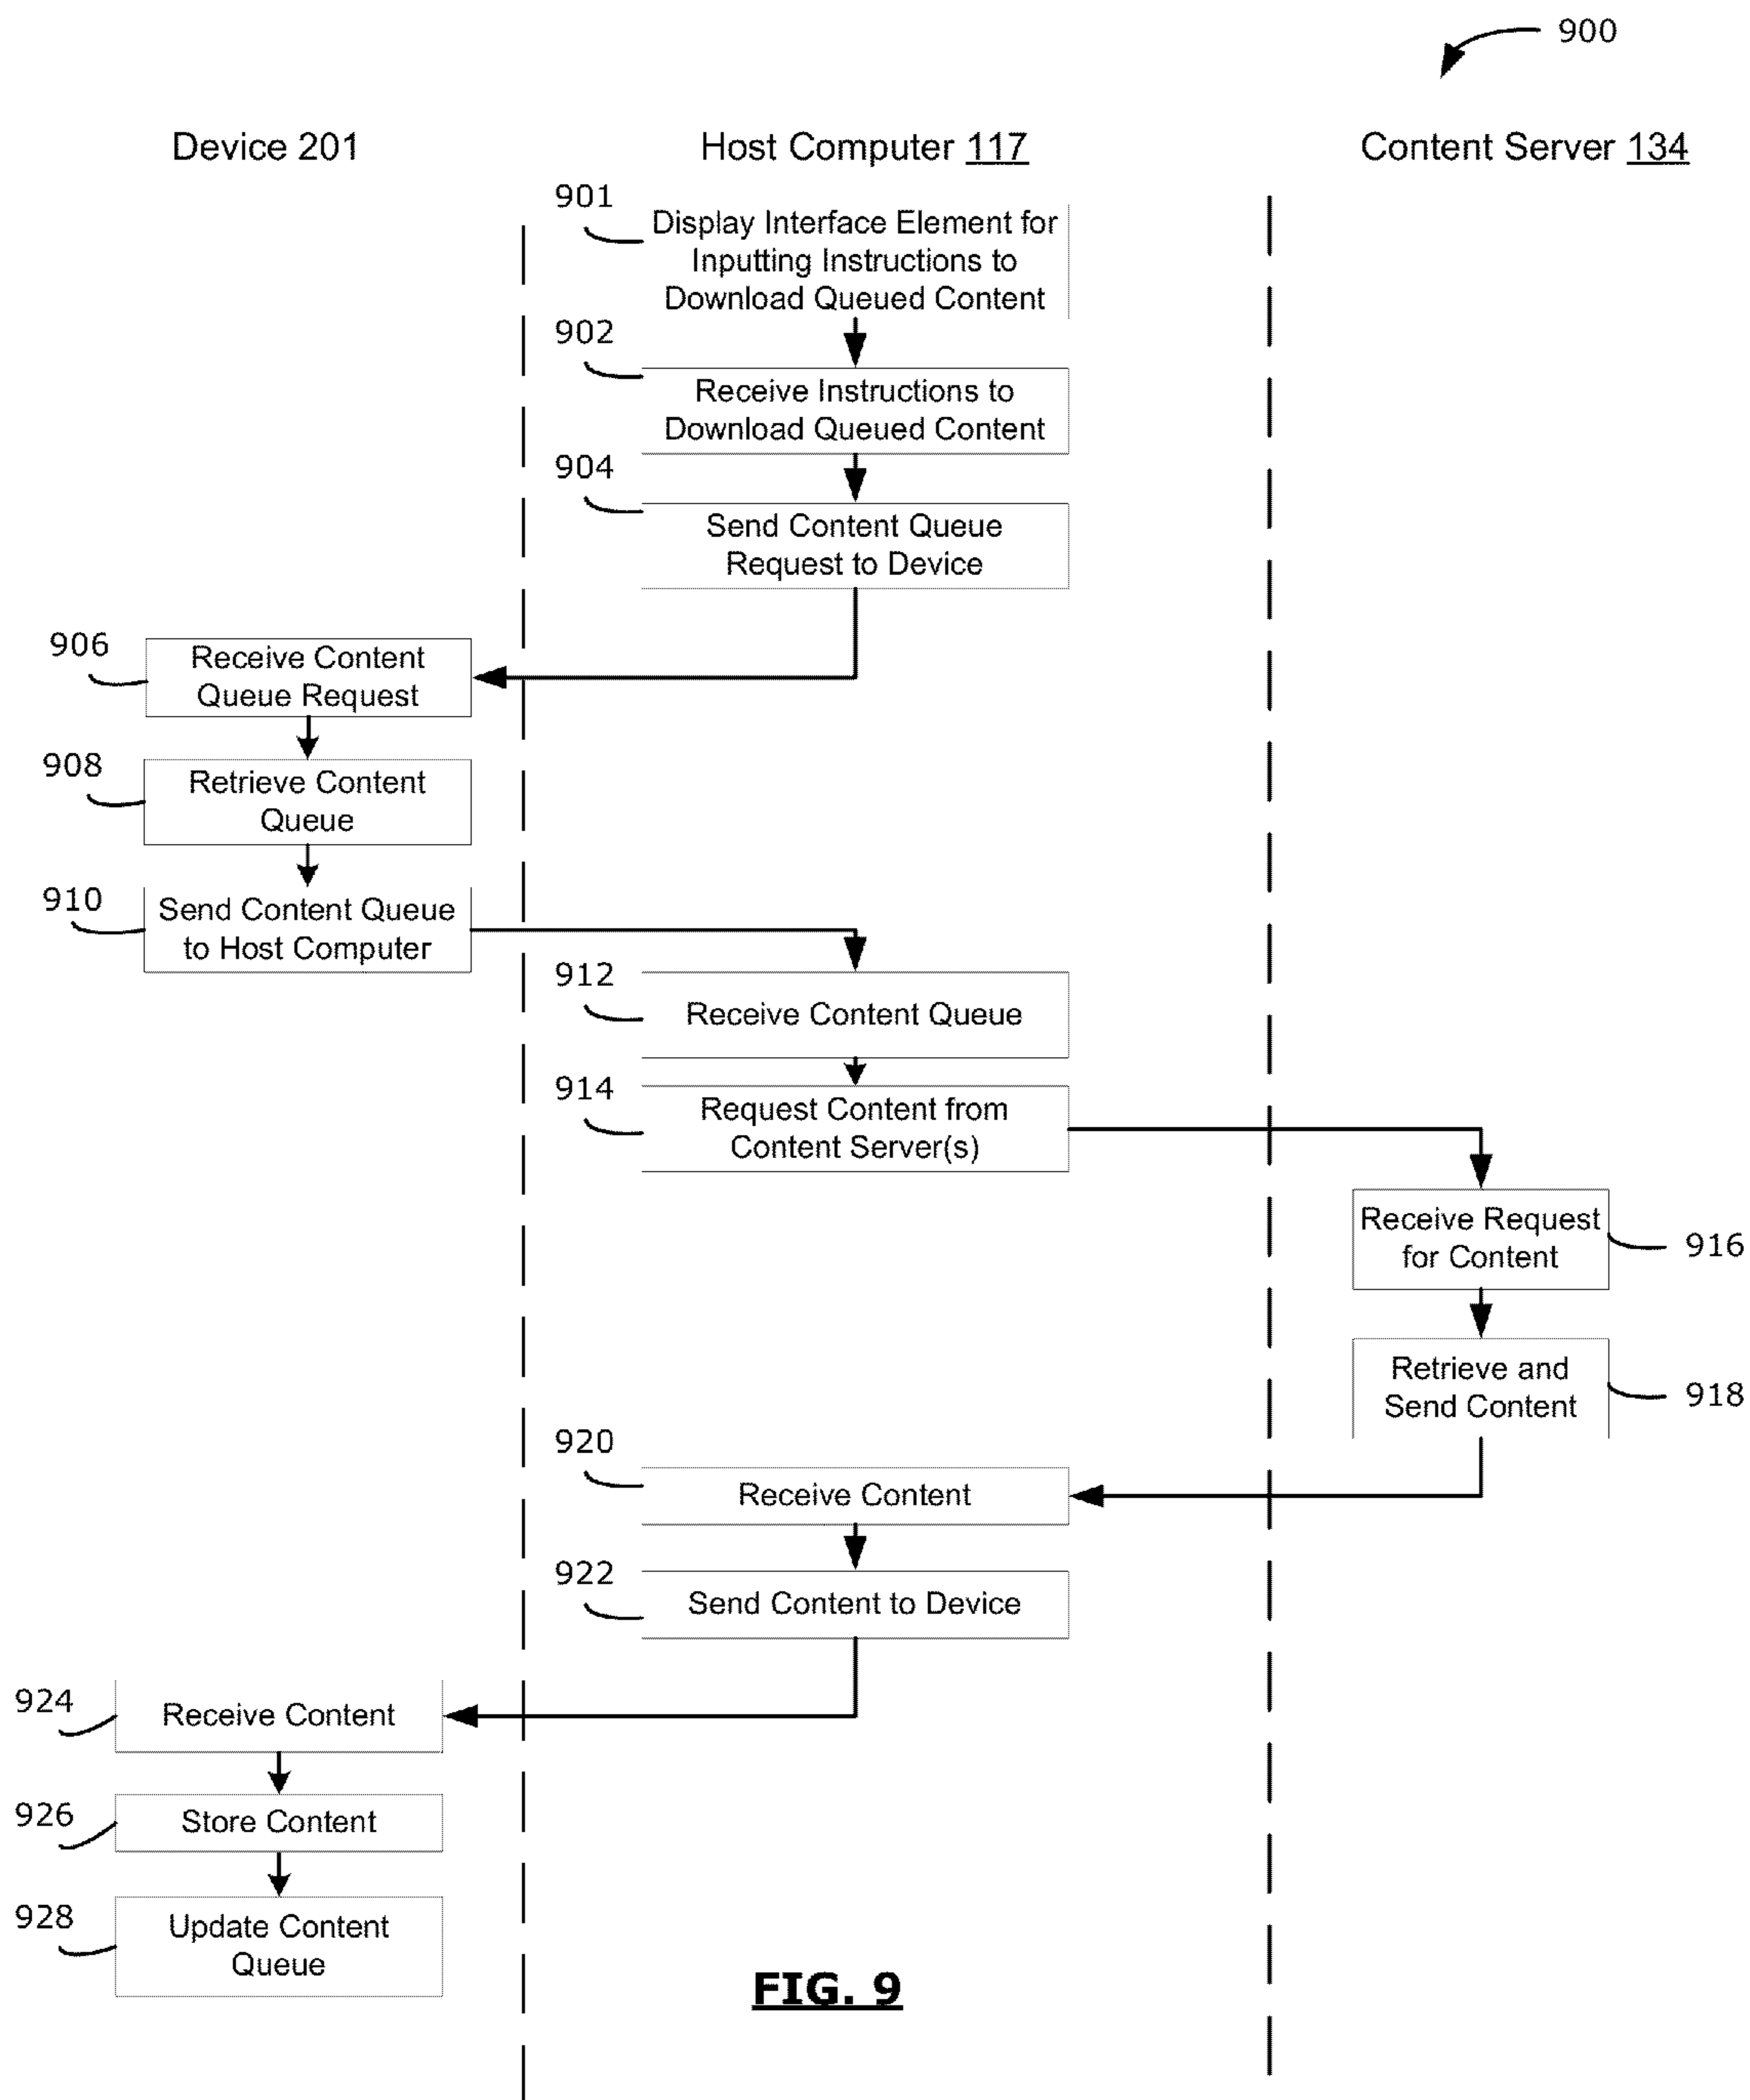 900
Device 201
Host Computer 117
Content Server 134
901
Display Interface Element for
Inputting Instructions to
Download Queued Content
902
Receive Instructions to
Download Queued Content
904
Send Content Queue
Request to Device
906
Receive Content
Queue Request
908
Retrieve Content
Queue
910
Send Content Queue
to Host Computer
912
Receive Content Queue
914
Request Content from
Content Server(s)
Receive Request
for Content
916
Retrieve and
Send Content
918
920
Receive Content
922
Send Content to Device
924
Receive Content
926
Store Content
928
Update Content
Queue
FIG. 9